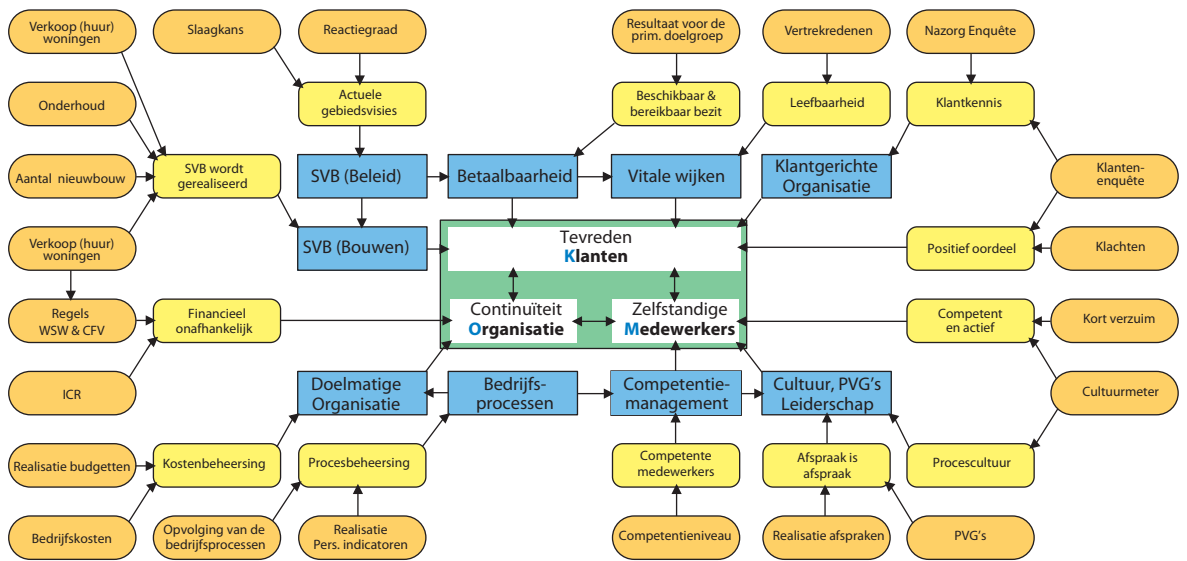 Verkoop (huur)
woningen
Slaagkans
Reactiegraad
Resultaat voor de
prim. doelgroep
Vertrekredenen
Nazorg Enquête
Onderhoud
Actuele
gebiedsvisies
Beschikbaar &
bereikbaar bezit
Leefbaarheid
Klantkennis
Aantal nieuwbouw
SVB wordt
gerealiseerd
SVB (Beleid)
Betaalbaarheid
Vitale wijken
Klantgerichte
Organisatie
Klanten-
enquête
Verkoop (huur)
woningen
SVB (Bouwen)
Tevreden
Klanten
Positief oordeel
Klachten
Regels
WSW & CFV
Financieel
onafhankelijk
Continuïteit
Organisatie
Zelfstandige
Medewerkers
Competent
en actief
Kort verzuim
ICR
Doelmatige
Organisatie
Bedrijfs-
processen
Competentie-
management
Cultuur, PVG's
Leiderschap
Cultuurmeter
Realisatie budgetten
Kostenbeheersing
Procesbeheersing
Competente
medewerkers
Afspraak is
afspraak
Procescultuur
Bedrijfskosten
Opvolging van de
bedrijfsprocessen
Realisatie
Pers. indicatoren
Competentieniveau
Realisatie afspraken
PVG's